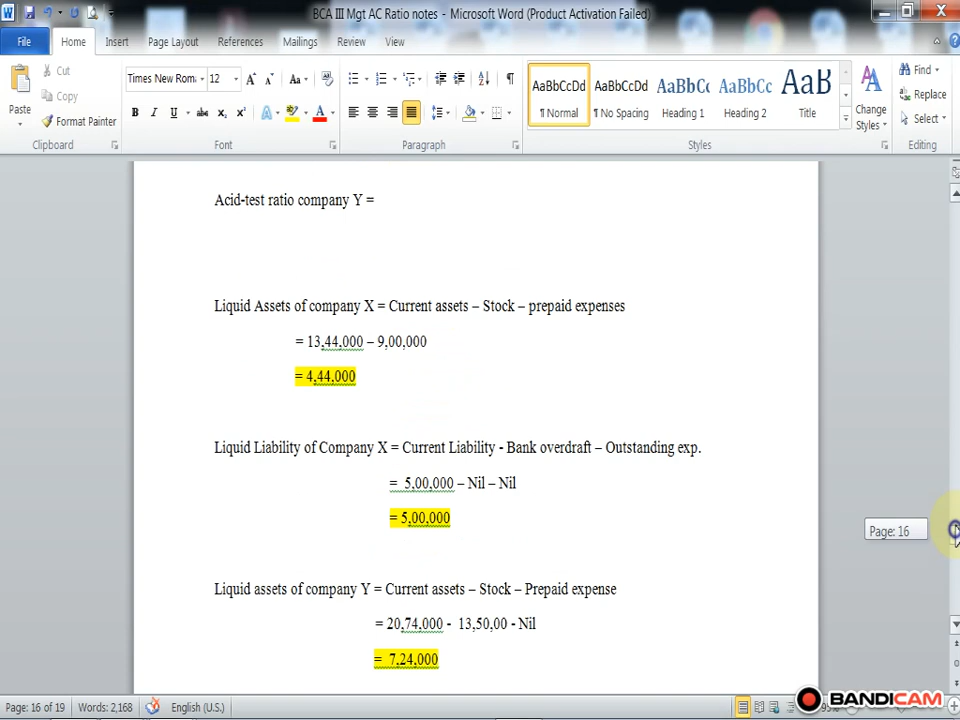 BCA III Mgt AC Ratio notes - Microsoft Word (Product Activation Failed)
File Home Insert Page Layout References Mailings Review View
Paste Cut Copy Format Painter Clipboard
Times New Rom 12 Font
Paragraph
AaBbCcDd ¶ Normal AaBbCcDd ¶ No Spacing AaBbCc Heading 1 AaBbCc Heading 2 AaB Title Change Styles Styles
Find Replace Select Editing
Acid-test ratio company Y =
Liquid Assets of company X = Current assets – Stock – prepaid expenses
= 13,44,000 – 9,00,000
= 4,44,000
Liquid Liability of Company X = Current Liability - Bank overdraft – Outstanding exp.
= 5,00,000 – Nil – Nil
= 5,00,000
Page: 16
Liquid assets of company Y = Current assets – Stock – Prepaid expense
= 20,74,000 - 13,50,00 - Nil
= 7,24,000
Page: 16 of 19 Words: 2,168 English (U.S.)
BANDICAM